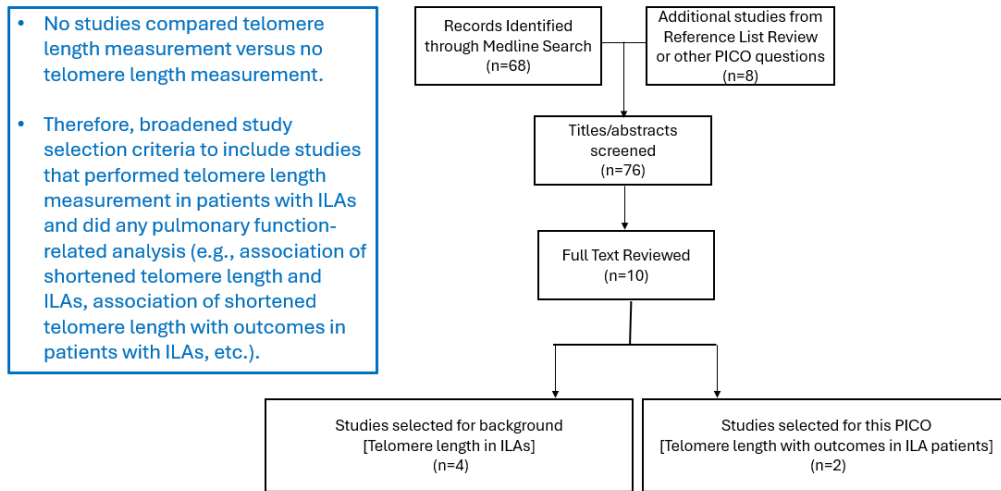 • No studies compared telomere
length measurement versus no
telomere length measurement.
• Therefore, broadened study
selection criteria to include studies
that performed telomere length
measurement in patients with ILAs
and did any pulmonary function-
related analysis (e.g., association of
shortened telomere length and
ILAs, association of shortened
telomere length with outcomes in
patients with ILAs, etc.).
Records Identified
through Medline Search
(n=68)
Additional studies from
Reference List Review
or other PICO questions
(n=8)
Titles/abstracts
screened
(n=76)
Full Text Reviewed
(n=10)
Studies selected for background
[Telomere length in ILAs]
(n=4)
Studies selected for this PICO
[Telomere length with outcomes in ILA patients]
(n=2)